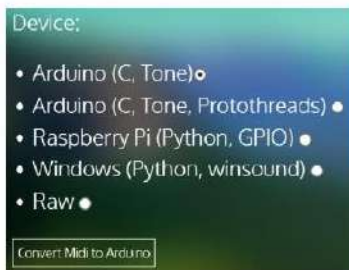 Device:
• Arduino (C, Tone)
• Arduino (C, Tone, Protothreads)
• Raspberry Pi (Python, GPIO)
• Windows (Python, winsound)
• Raw
Convert Midi to Arduino